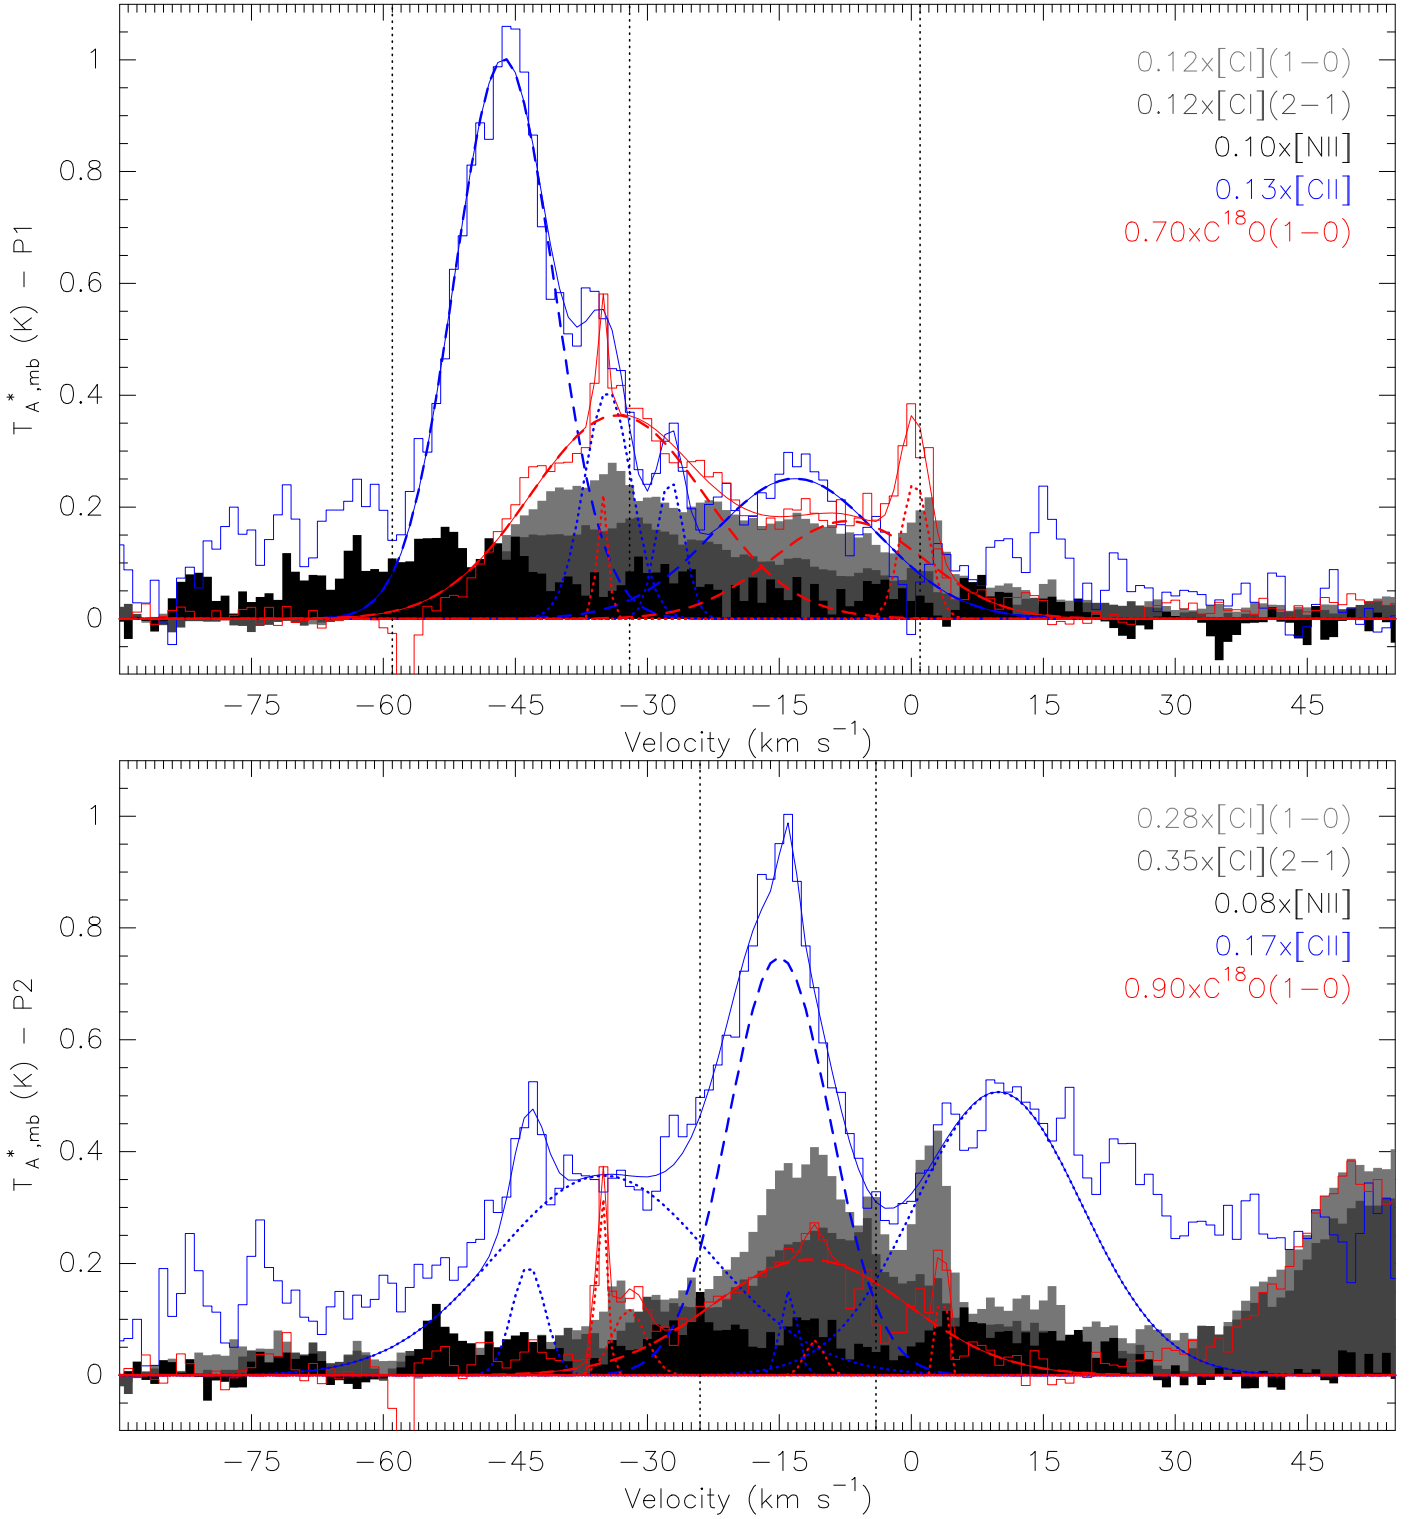 0.12x[CI](1−0)
0.12x[CI](2−1)
0.10x[NII]
0.13x[CII]
0.70xC¹⁸O(1−0)
T_A*,mb (K) − P1
1
0.8
0.6
0.4
0.2
0
−75 −60 −45 −30 −15 0 15 30 45
Velocity (km s⁻¹)
0.28x[CI](1−0)
0.35x[CI](2−1)
0.08x[NII]
0.17x[CII]
0.90xC¹⁸O(1−0)
T_A*,mb (K) − P2
1
0.8
0.6
0.4
0.2
0
−75 −60 −45 −30 −15 0 15 30 45
Velocity (km s⁻¹)